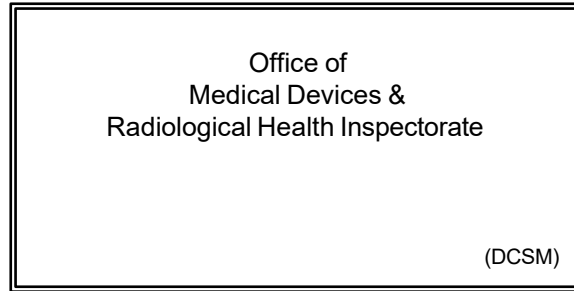 Office of
Medical Devices &
Radiological Health Inspectorate
(DCSM)